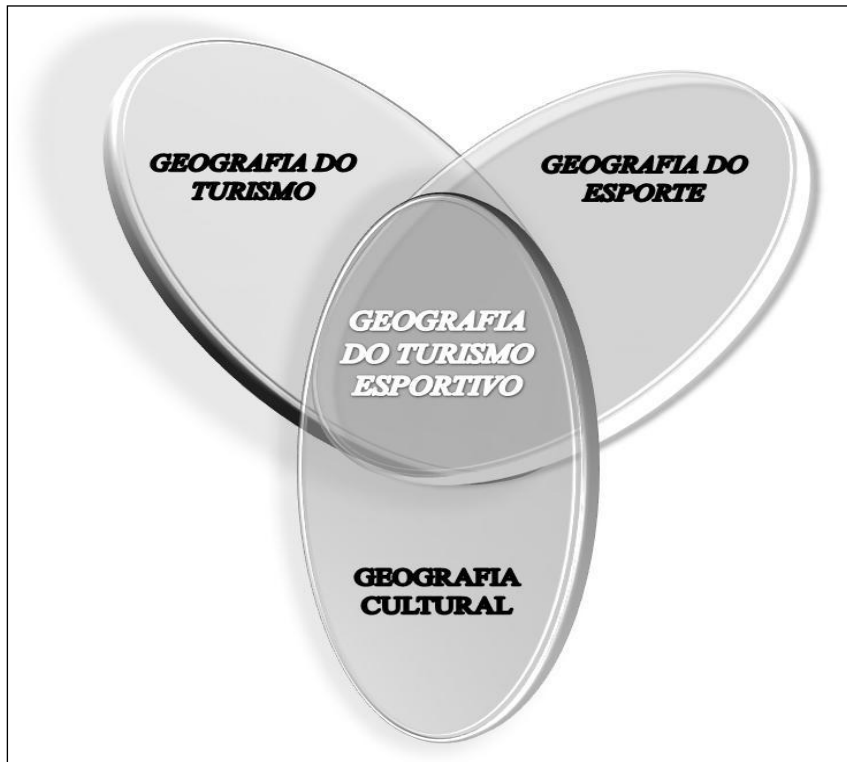 GEOGRAFIA DO
TURISMO
GEOGRAFIA DO
ESPORTE
GEOGRAFIA
DO TURISMO
ESPORTIVO
GEOGRAFIA
CULTURAL